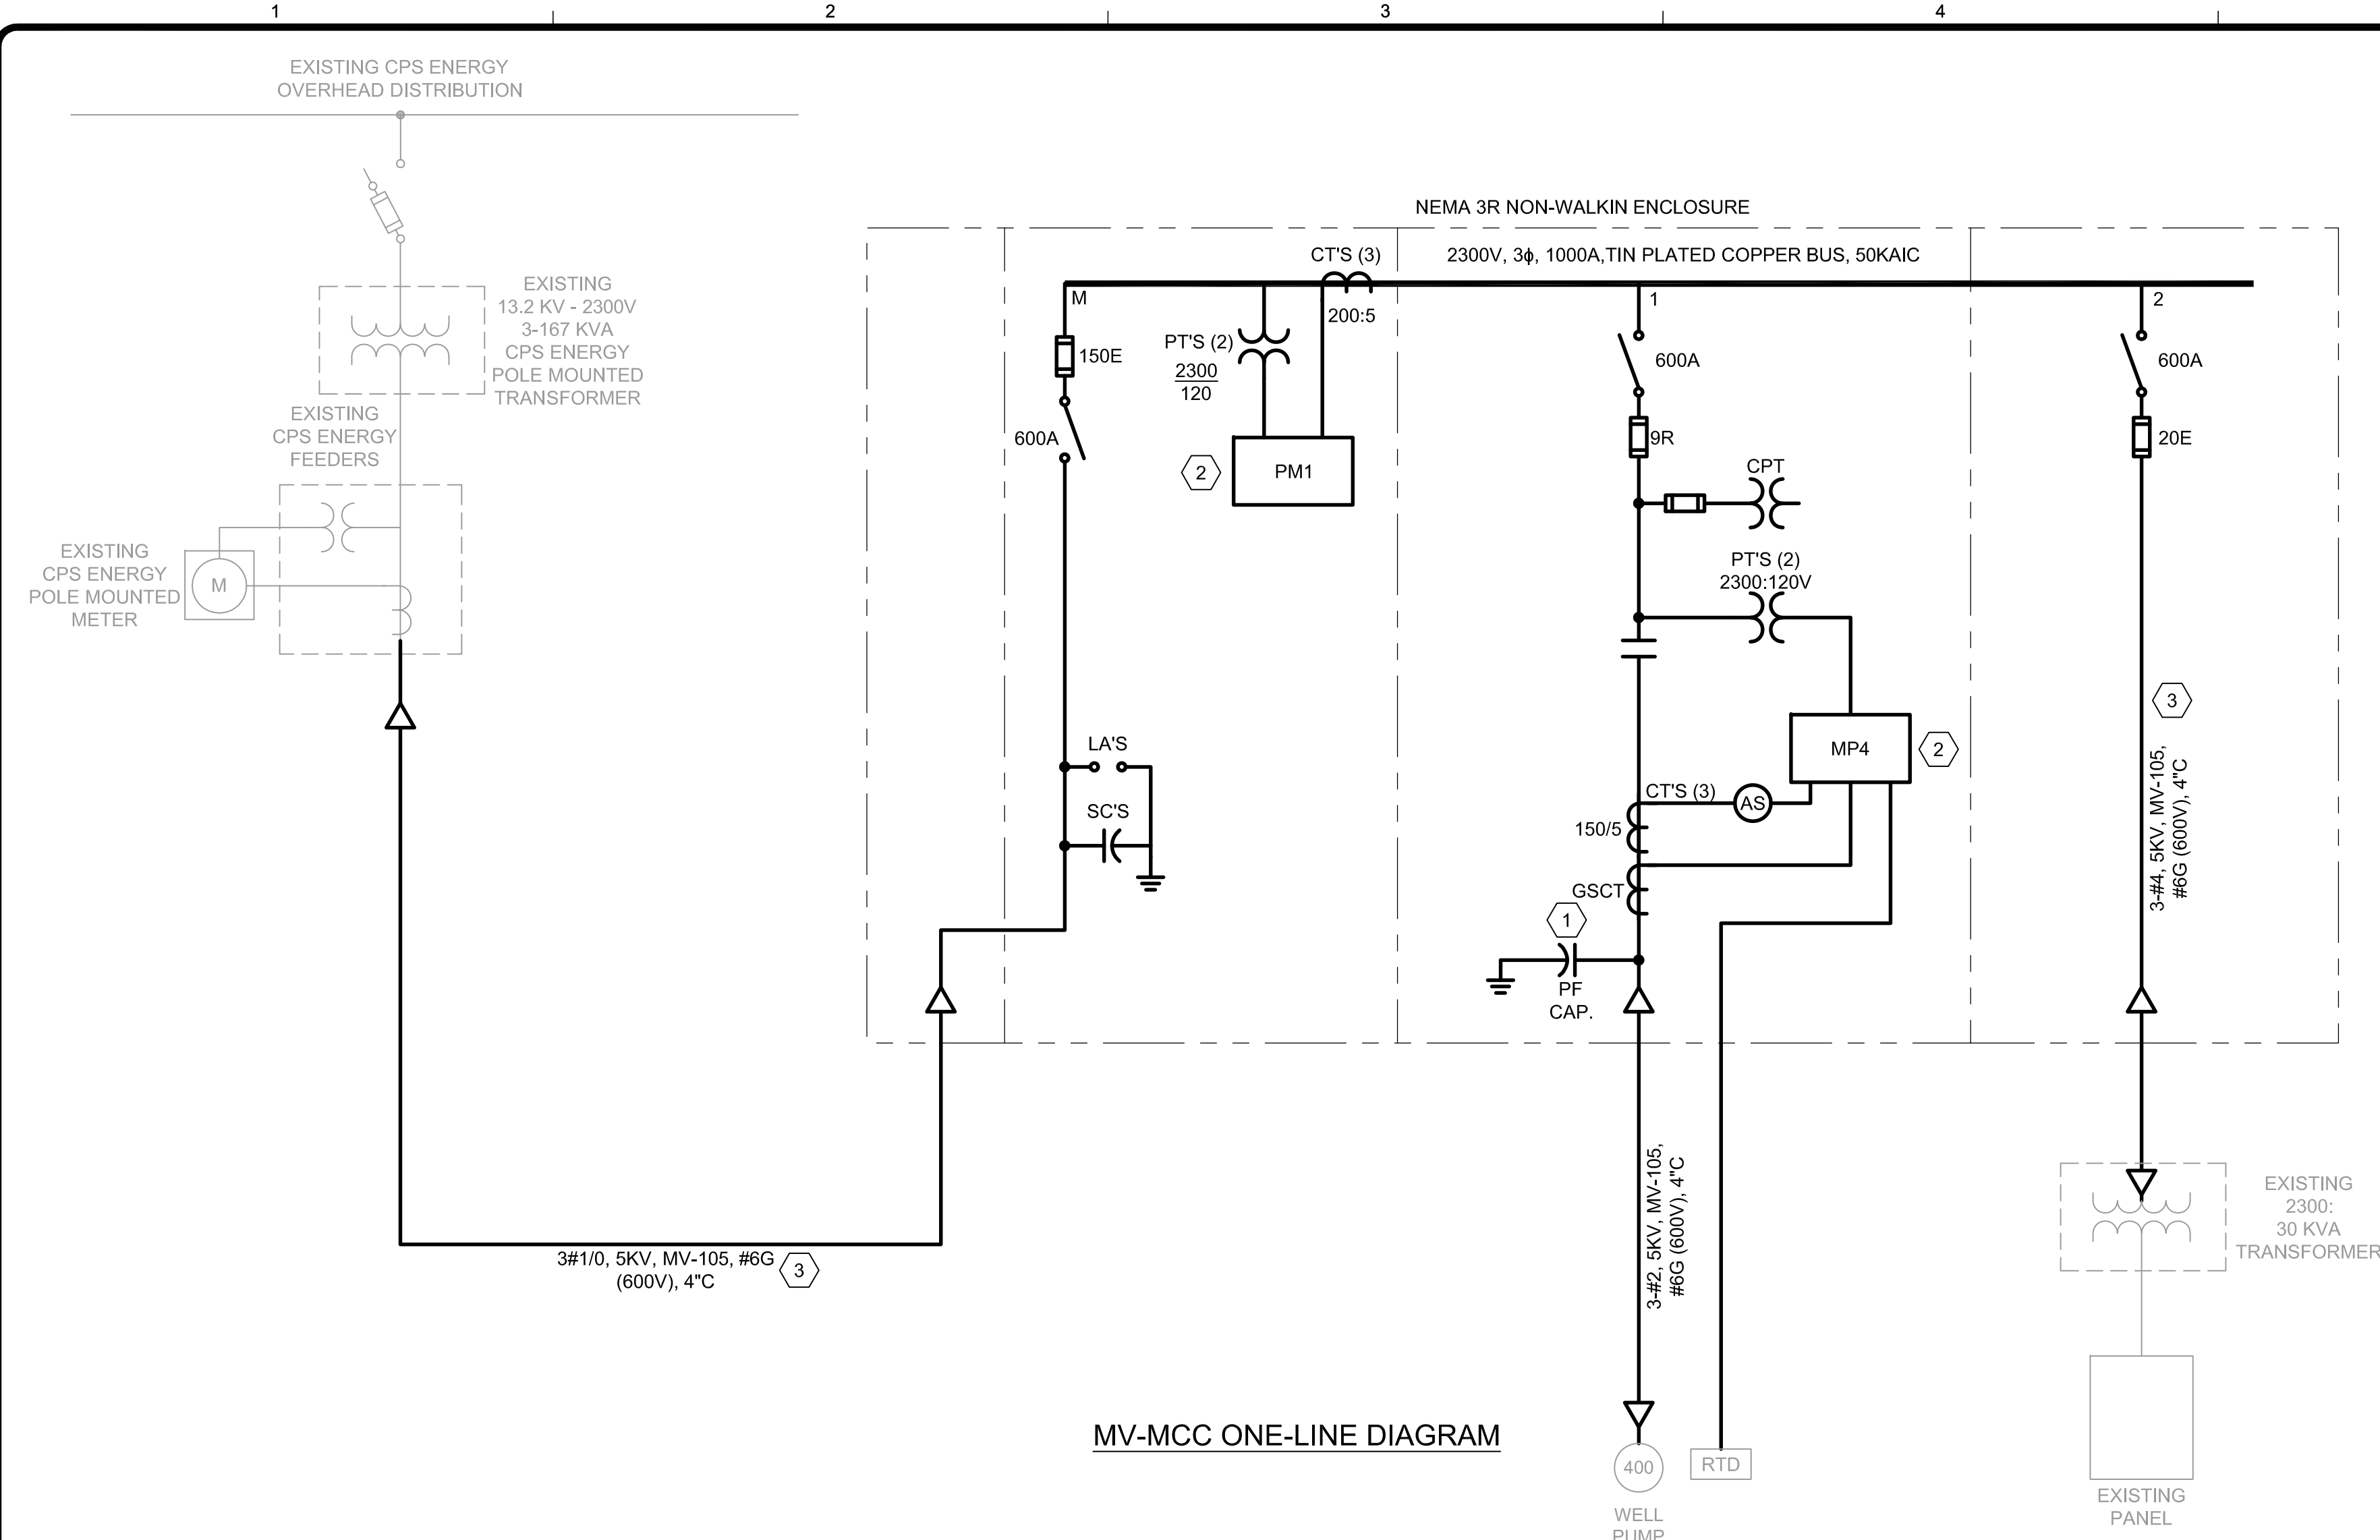 1
2
3
4
EXISTING CPS ENERGY
OVERHEAD DISTRIBUTION
EXISTING
13.2 KV - 2300V
3-167 KVA
CPS ENERGY
POLE MOUNTED
TRANSFORMER
EXISTING
CPS ENERGY
FEEDERS
EXISTING
CPS ENERGY
POLE MOUNTED
METER
M
3#1/0, 5KV, MV-105, #6G
(600V), 4"C
3
NEMA 3R NON-WALKIN ENCLOSURE
CT'S (3)
2300V, 3ϕ, 1000A,TIN PLATED COPPER BUS, 50KAIC
M
200:5
150E
600A
PT'S (2)
2300
120
2
PM1
LA'S
SC'S
1
600A
9R
CPT
PT'S (2)
2300:120V
MP4
2
CT'S (3)
AS
150/5
GSCT
1
PF
CAP.
3-#2, 5KV, MV-105,
#6G (600V), 4"C
400
RTD
WELL
PUMP
2
600A
20E
3
3-#4, 5KV, MV-105,
#6G (600V), 4"C
EXISTING
2300:
30 KVA
TRANSFORMER
EXISTING
PANEL
MV-MCC ONE-LINE DIAGRAM